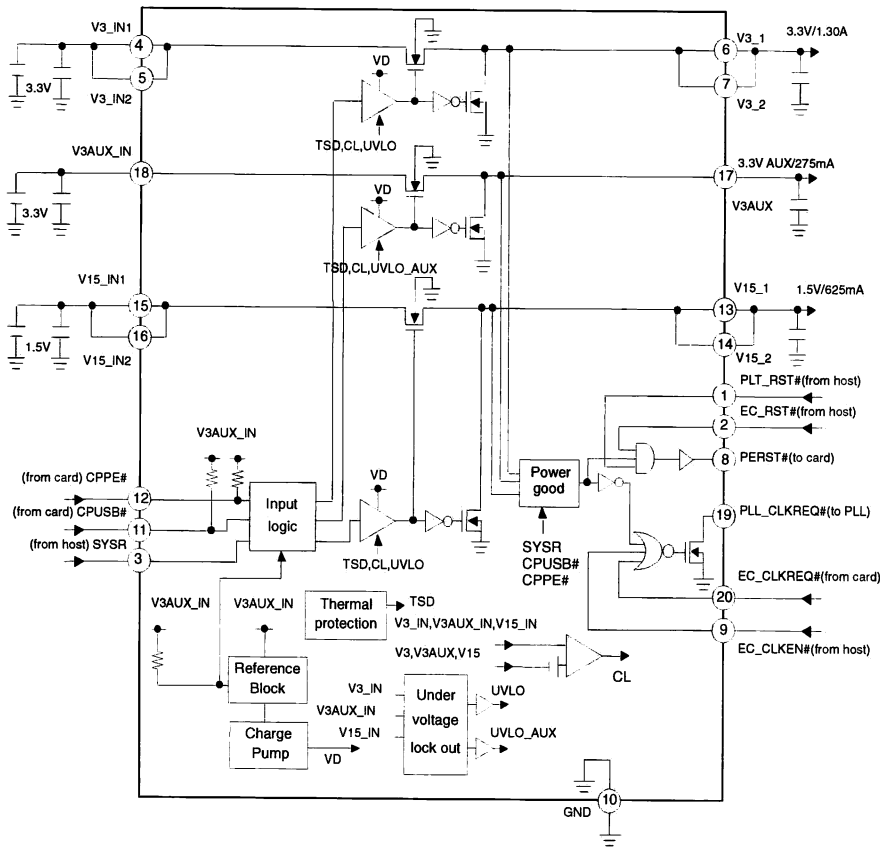 V3_IN1
4
5
3.3V
V3_IN2
VD
TSD,CL,UVLO
6
V3_1
3.3V/1.30A
7
V3_2
V3AUX_IN
18
3.3V
VD
TSD,CL,UVLO_AUX
17
3.3V AUX/275mA
V3AUX
V15_IN1
15
16
1.5V
V15_IN2
13
V15_1
1.5V/625mA
14
V15_2
1
PLT_RST#(from host)
EC_RST#(from host)
2
8
PERST#(to card)
V3AUX_IN
(from card) CPPE#
12
(from card) CPUSB#
11
(from host) SYSR
3
Input
logic
VD
TSD,CL,UVLO
Power
good
SYSR
CPUSB#
CPPE#
19
PLL_CLKREQ#(to PLL)
EC_CLKREQ#(from card)
20
9
EC_CLKEN#(from host)
V3AUX_IN
V3AUX_IN
Thermal
protection
TSD
V3_IN,V3AUX_IN,V15_IN
V3,V3AUX,V15
CL
Reference
Block
Charge
Pump
VD
V3_IN
V3AUX_IN
V15_IN
Under
voltage
lock out
UVLO
UVLO_AUX
GND
10